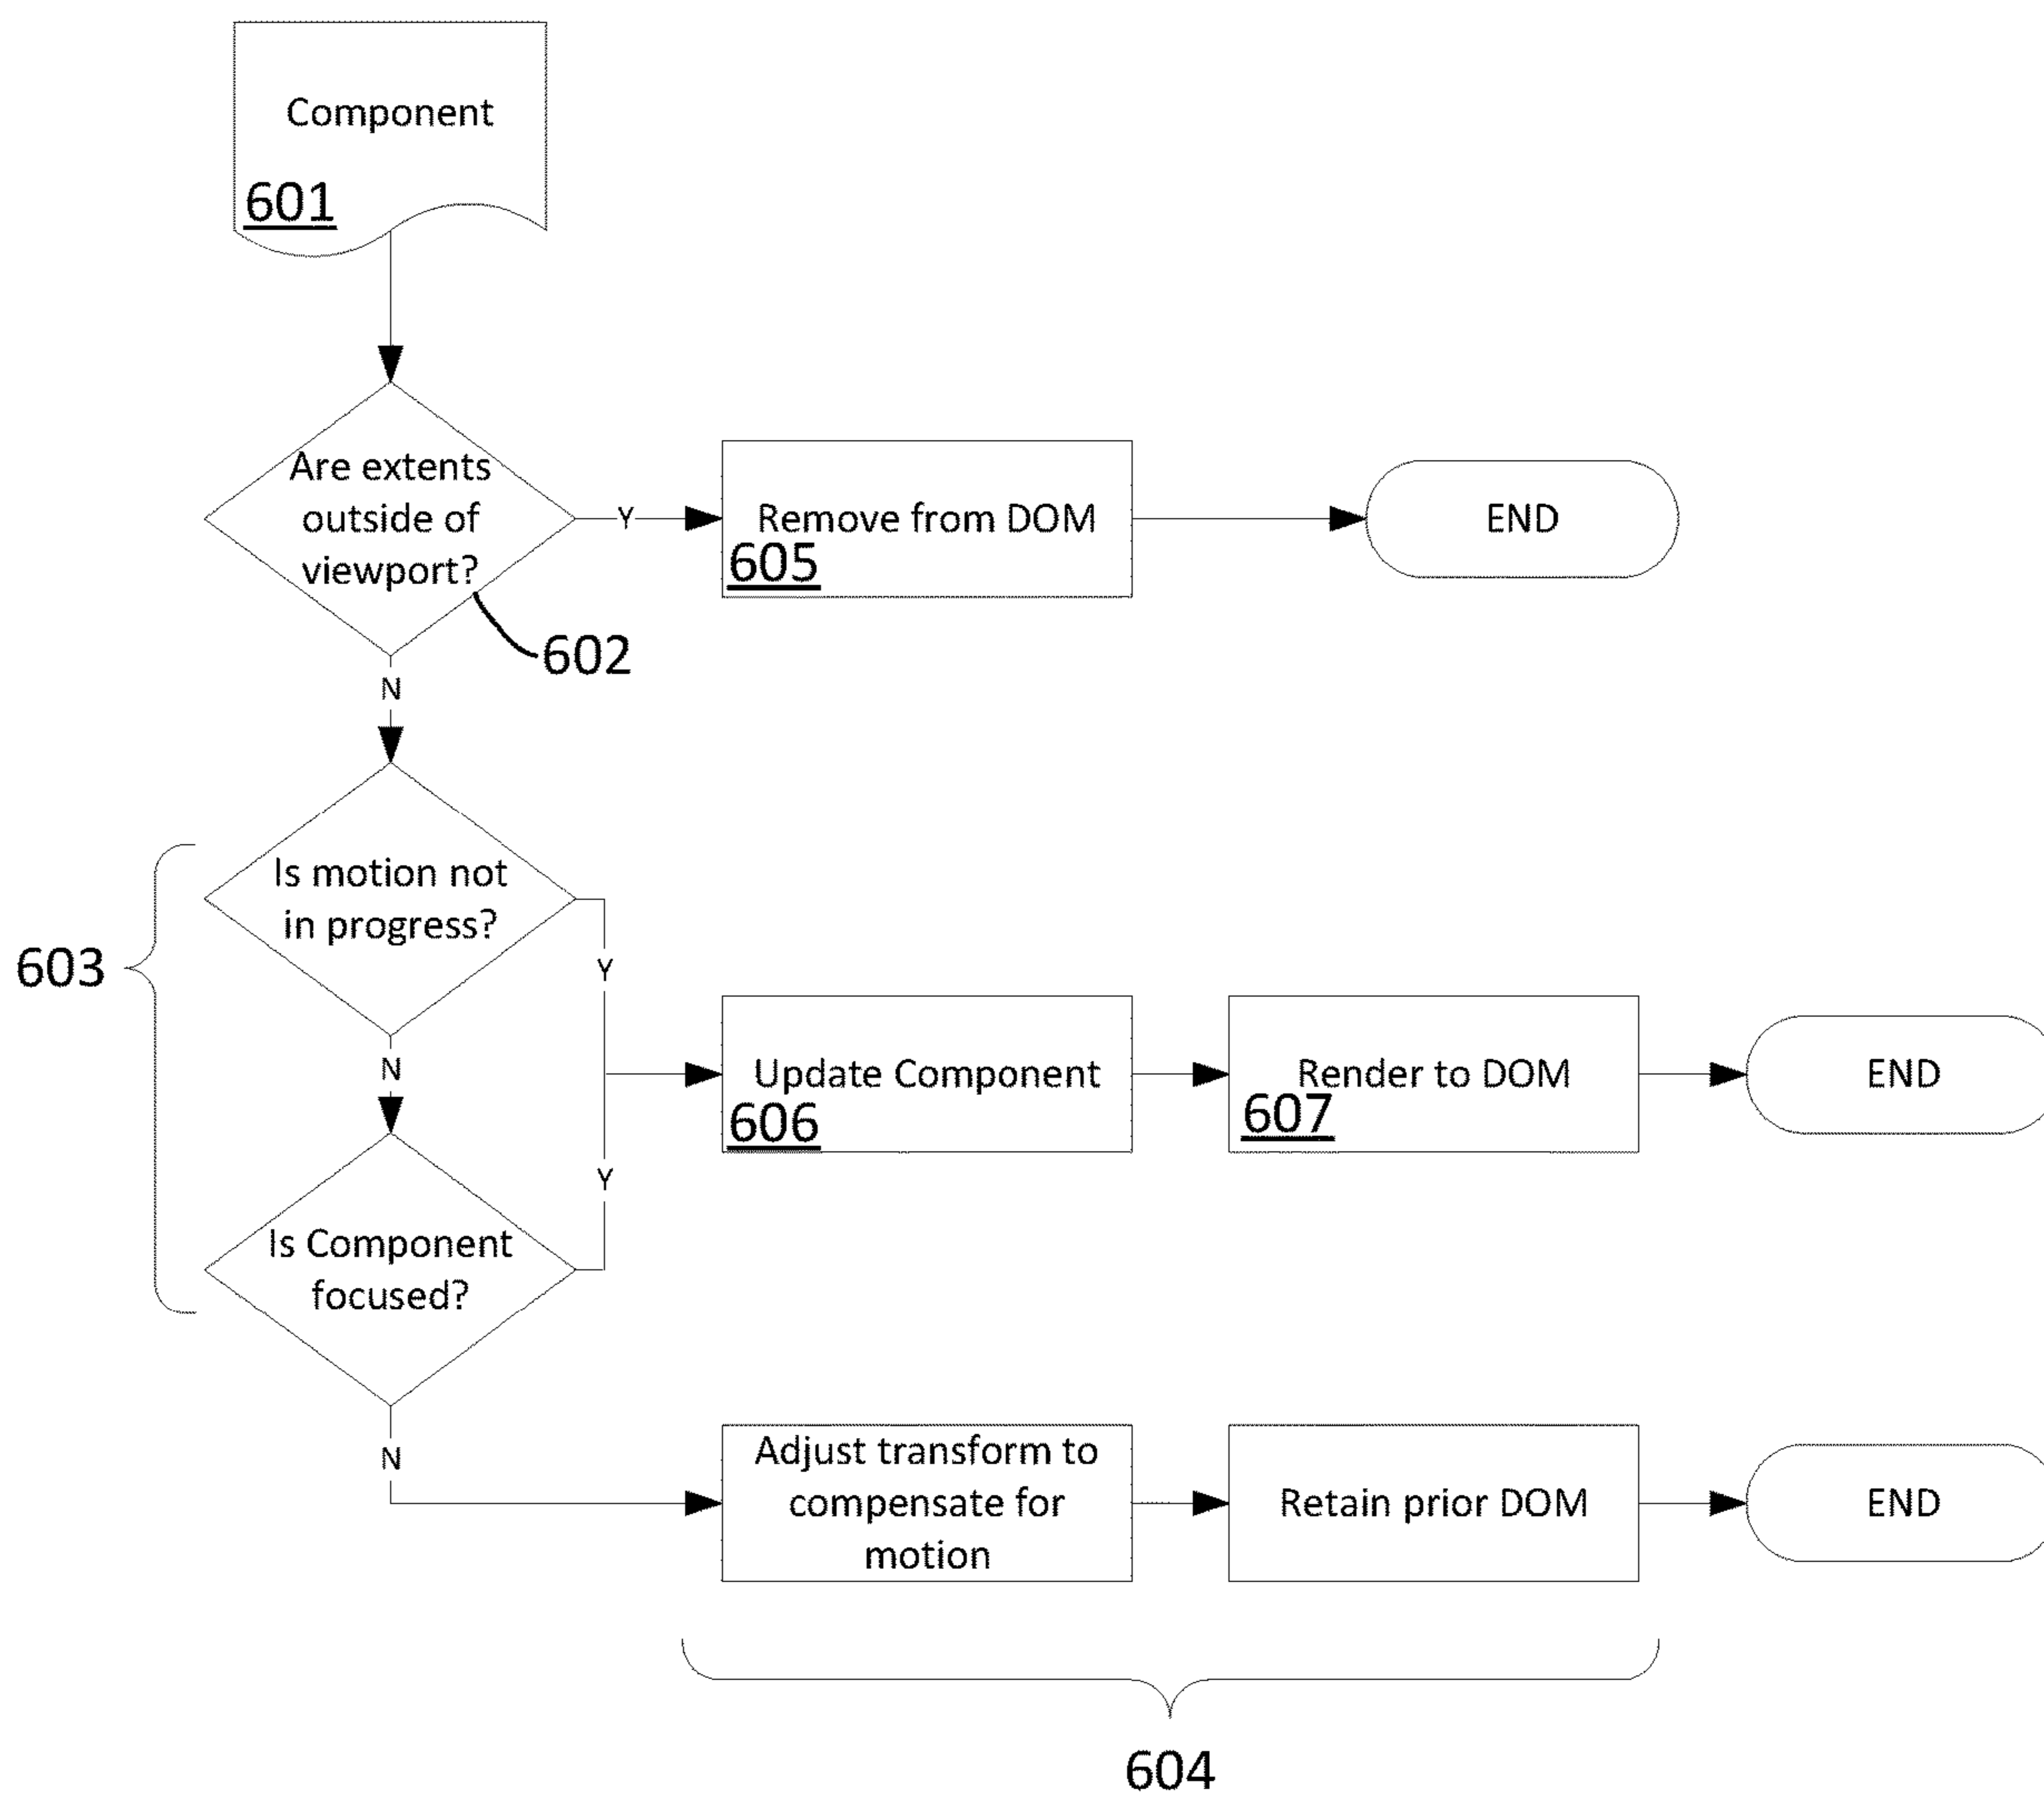 Component
601
Are extents
outside of
viewport?
602
Y
Remove from DOM
605
END
N
Is motion not
in progress?
603
Y
N
Update Component
606
Render to DOM
607
END
Y
Is Component
focused?
N
Adjust transform to
compensate for
motion
Retain prior DOM
END
604